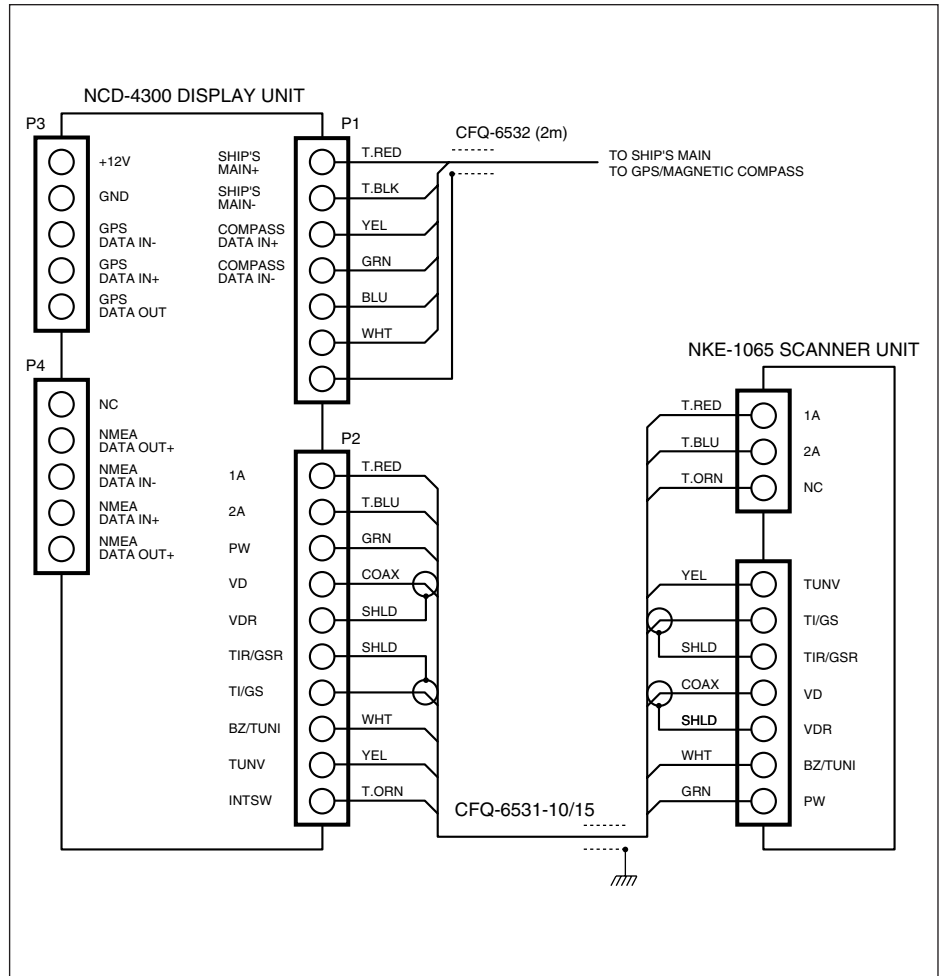 NCD-4300 DISPLAY UNIT
P3
+12V
GND
GPS
DATA IN-
GPS
DATA IN+
GPS
DATA OUT
P4
NC
NMEA
DATA OUT+
NMEA
DATA IN-
NMEA
DATA IN+
NMEA
DATA OUT+
P1
SHIP'S
MAIN+
T.RED
SHIP'S
MAIN-
T.BLK
COMPASS
DATA IN+
YEL
COMPASS
DATA IN-
GRN
BLU
WHT
CFQ-6532 (2m)
TO SHIP'S MAIN
TO GPS/MAGNETIC COMPASS
P2
1A
T.RED
2A
T.BLU
PW
GRN
VD
COAX
VDR
SHLD
TIR/GSR
SHLD
TI/GS
BZ/TUNI
WHT
TUNV
YEL
INTSW
T.ORN
CFQ-6531-10/15
NKE-1065 SCANNER UNIT
T.RED
1A
T.BLU
2A
T.ORN
NC
YEL
TUNV
TI/GS
SHLD
TIR/GSR
COAX
VD
SHLD
VDR
WHT
BZ/TUNI
GRN
PW